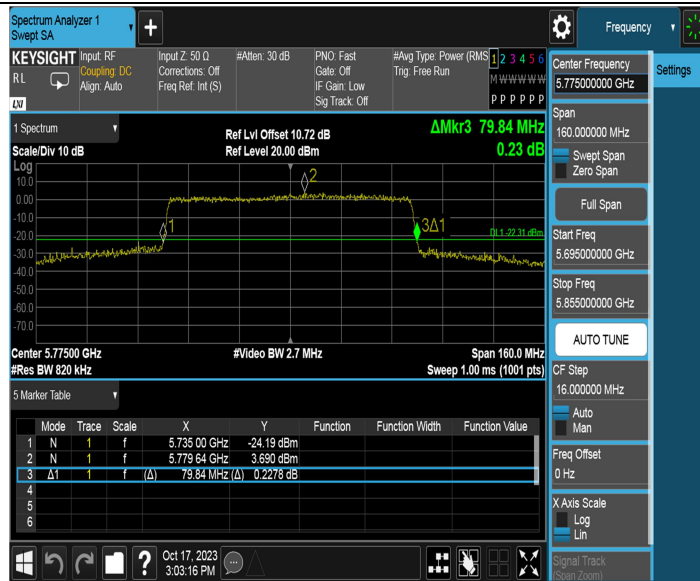 Spectrum Analyzer 1
Swept SA
Frequency
KEYSIGHT
RL
LXI
Input: RF
Coupling: DC
Align: Auto
Input Z: 50 Ω
Corrections: Off
Freq Ref: Int (S)
#Atten: 30 dB
PNO: Fast
Gate: Off
IF Gain: Low
Sig Track: Off
#Avg Type: Power (RMS
Trig: Free Run
1 2 3 4 5 6
M W W W W W
P P P P P P
1 Spectrum
Scale/Div 10 dB
Ref Lvl Offset 10.72 dB
Ref Level 20.00 dBm
ΔMkr3 79.84 MHz
0.23 dB
Log
10.0
0.00
-10.0
-20.0
-30.0
-40.0
-50.0
-60.0
-70.0
1
2
3Δ1
DL1 -22.31 dBm
Center 5.77500 GHz
#Res BW 820 kHz
#Video BW 2.7 MHz
Span 160.0 MHz
Sweep 1.00 ms (1001 pts)
5 Marker Table
Mode Trace Scale X Y Function Function Width Function Value
1 N 1 f 5.735 00 GHz -24.19 dBm
2 N 1 f 5.779 64 GHz 3.690 dBm
3 Δ1 1 f (Δ) 79.84 MHz (Δ) 0.2278 dB
4
5
6
?
Oct 17, 2023
3:03:16 PM
Center Frequency
5.775000000 GHz
Settings
Span
160.000000 MHz
Swept Span
Zero Span
Full Span
Start Freq
5.695000000 GHz
Stop Freq
5.855000000 GHz
AUTO TUNE
CF Step
16.000000 MHz
Auto
Man
Freq Offset
0 Hz
X Axis Scale
Log
Lin
Signal Track
(Span Zoom)